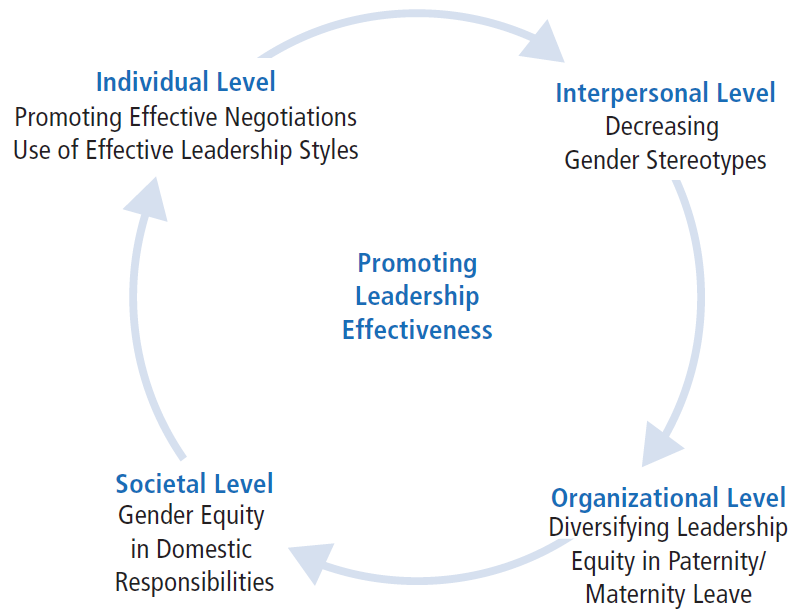 Individual Level
Promoting Effective Negotiations
Use of Effective Leadership Styles
Interpersonal Level
Decreasing
Gender Stereotypes
Promoting
Leadership
Effectiveness
Societal Level
Gender Equity
in Domestic
Responsibilities
Organizational Level
Diversifying Leadership
Equity in Paternity/
Maternity Leave